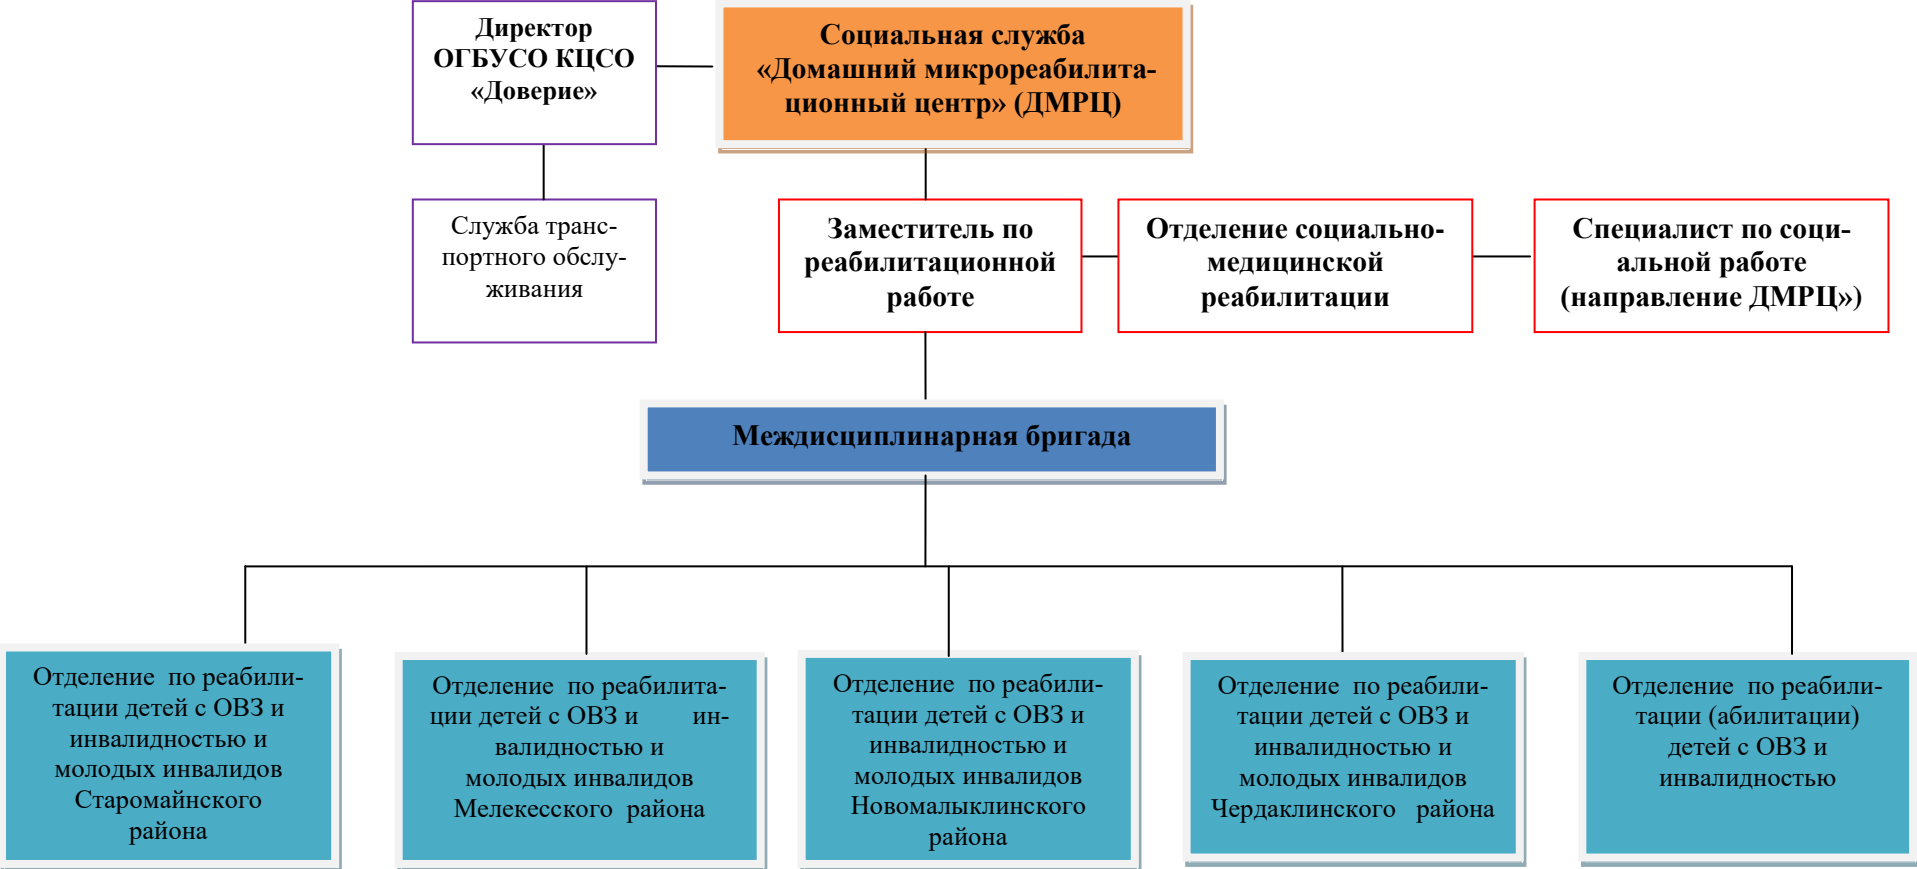 Директор
ОГБУСО КЦСО
«Доверие»
Социальная служба
«Домашний микрореабилита-
ционный центр» (ДМРЦ)
Служба транс-
портного обслу-
живания
Заместитель по
реабилитационной
работе
Отделение социально-
медицинской
реабилитации
Специалист по соци-
альной работе
(направление ДМРЦ»)
Междисциплинарная бригада
Отделение по реабили-
тации детей с ОВЗ и
инвалидностью и
молодых инвалидов
Старомайнского
района
Отделение по реабилита-
ции детей с ОВЗ и ин-
валидностью и
молодых инвалидов
Мелекесского района
Отделение по реабили-
тации детей с ОВЗ и
инвалидностью и
молодых инвалидов
Новомалыклинского
района
Отделение по реабили-
тации детей с ОВЗ и
инвалидностью и
молодых инвалидов
Чердаклинского района
Отделение по реабили-
тации (абилитации)
детей с ОВЗ и
инвалидностью